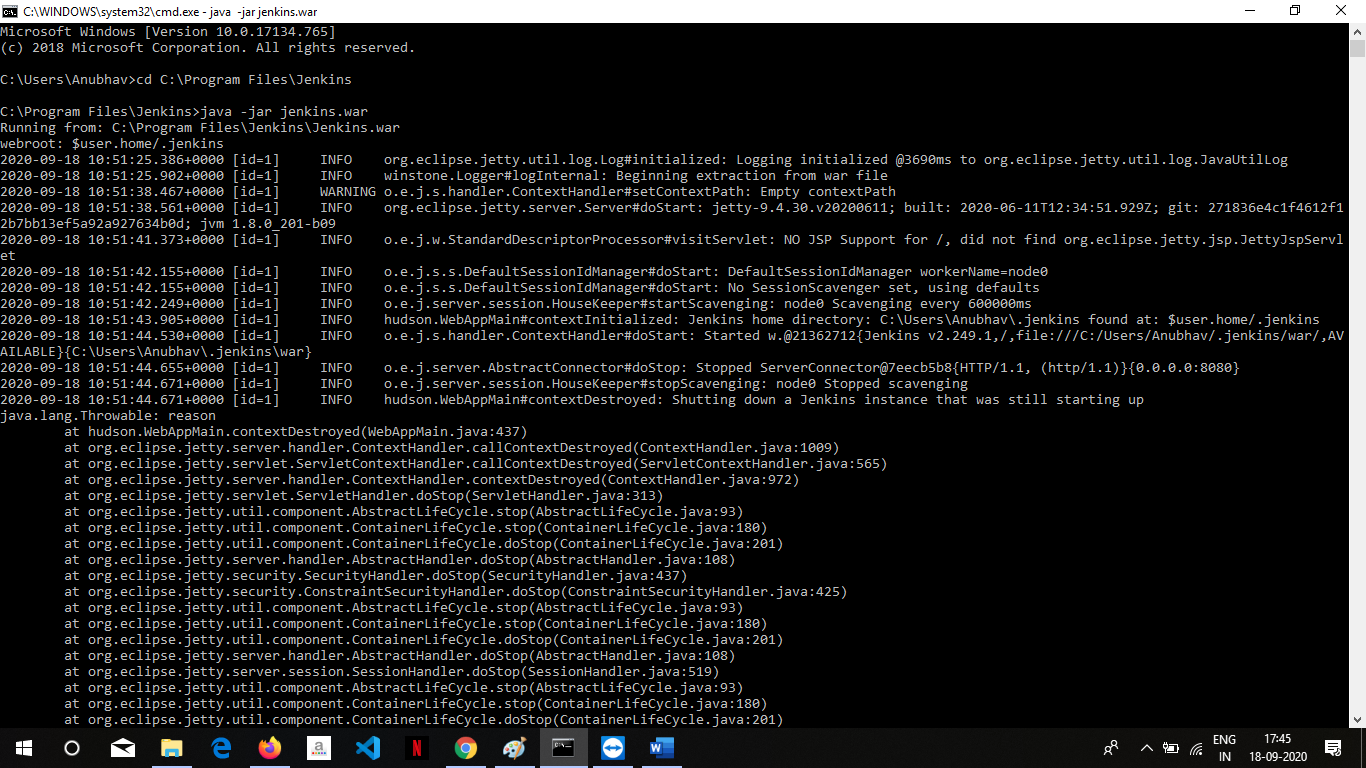 C:\WINDOWS\system32\cmd.exe - java -jar jenkins.war
Microsoft Windows [Version 10.0.17134.765]
(c) 2018 Microsoft Corporation. All rights reserved.
C:\Users\Anubhav>cd C:\Program Files\Jenkins
C:\Program Files\Jenkins>java -jar jenkins.war
Running from: C:\Program Files\Jenkins\Jenkins.war
webroot: $user.home/.jenkins
2020-09-18 10:51:25.386+0000 [id=1] INFO org.eclipse.jetty.util.log.Log#initialized: Logging initialized @3690ms to org.eclipse.jetty.util.log.JavaUtilLog
2020-09-18 10:51:25.902+0000 [id=1] INFO winstone.Logger#logInternal: Beginning extraction from war file
2020-09-18 10:51:38.467+0000 [id=1] WARNING o.e.j.s.handler.ContextHandler#setContextPath: Empty contextPath
2020-09-18 10:51:38.561+0000 [id=1] INFO org.eclipse.jetty.server.Server#doStart: jetty-9.4.30.v20200611; built: 2020-06-11T12:34:51.929Z; git: 271836e4c1f4612f1
2b7bb13ef5a92a927634b0d; jvm 1.8.0_201-b09
2020-09-18 10:51:41.373+0000 [id=1] INFO o.e.j.w.StandardDescriptorProcessor#visitServlet: NO JSP Support for /, did not find org.eclipse.jetty.jsp.JettyJspServl
et
2020-09-18 10:51:42.155+0000 [id=1] INFO o.e.j.s.s.DefaultSessionIdManager#doStart: DefaultSessionIdManager workerName=node0
2020-09-18 10:51:42.155+0000 [id=1] INFO o.e.j.s.s.DefaultSessionIdManager#doStart: No SessionScavenger set, using defaults
2020-09-18 10:51:42.249+0000 [id=1] INFO o.e.j.server.session.HouseKeeper#startScavenging: node0 Scavenging every 600000ms
2020-09-18 10:51:43.905+0000 [id=1] INFO hudson.WebAppMain#contextInitialized: Jenkins home directory: C:\Users\Anubhav\.jenkins found at: $user.home/.jenkins
2020-09-18 10:51:44.530+0000 [id=1] INFO o.e.j.s.handler.ContextHandler#doStart: Started w.@21362712{Jenkins v2.249.1,/,file:///C:/Users/Anubhav/.jenkins/war/,AV
AILABLE}{C:\Users\Anubhav\.jenkins\war}
2020-09-18 10:51:44.655+0000 [id=1] INFO o.e.j.server.AbstractConnector#doStop: Stopped ServerConnector@7eecb5b8{HTTP/1.1, (http/1.1)}{0.0.0.0:8080}
2020-09-18 10:51:44.671+0000 [id=1] INFO o.e.j.server.session.HouseKeeper#stopScavenging: node0 Stopped scavenging
2020-09-18 10:51:44.671+0000 [id=1] INFO hudson.WebAppMain#contextDestroyed: Shutting down a Jenkins instance that was still starting up
java.lang.Throwable: reason
at hudson.WebAppMain.contextDestroyed(WebAppMain.java:437)
at org.eclipse.jetty.server.handler.ContextHandler.callContextDestroyed(ContextHandler.java:1009)
at org.eclipse.jetty.servlet.ServletContextHandler.callContextDestroyed(ServletContextHandler.java:565)
at org.eclipse.jetty.server.handler.ContextHandler.contextDestroyed(ContextHandler.java:972)
at org.eclipse.jetty.servlet.ServletHandler.doStop(ServletHandler.java:313)
at org.eclipse.jetty.util.component.AbstractLifeCycle.stop(AbstractLifeCycle.java:93)
at org.eclipse.jetty.util.component.ContainerLifeCycle.stop(ContainerLifeCycle.java:180)
at org.eclipse.jetty.util.component.ContainerLifeCycle.doStop(ContainerLifeCycle.java:201)
at org.eclipse.jetty.server.handler.AbstractHandler.doStop(AbstractHandler.java:108)
at org.eclipse.jetty.security.SecurityHandler.doStop(SecurityHandler.java:437)
at org.eclipse.jetty.security.ConstraintSecurityHandler.doStop(ConstraintSecurityHandler.java:425)
at org.eclipse.jetty.util.component.AbstractLifeCycle.stop(AbstractLifeCycle.java:93)
at org.eclipse.jetty.util.component.ContainerLifeCycle.stop(ContainerLifeCycle.java:180)
at org.eclipse.jetty.util.component.ContainerLifeCycle.doStop(ContainerLifeCycle.java:201)
at org.eclipse.jetty.server.handler.AbstractHandler.doStop(AbstractHandler.java:108)
at org.eclipse.jetty.server.session.SessionHandler.doStop(SessionHandler.java:519)
at org.eclipse.jetty.util.component.AbstractLifeCycle.stop(AbstractLifeCycle.java:93)
at org.eclipse.jetty.util.component.ContainerLifeCycle.stop(ContainerLifeCycle.java:180)
at org.eclipse.jetty.util.component.ContainerLifeCycle.doStop(ContainerLifeCycle.java:201)
ENG
IN
17:45
18-09-2020